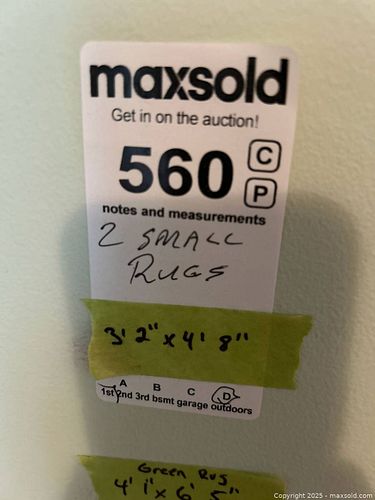 maxsold
Get in on the auction!
560
C
P
notes and measurements
2 SMALL
RUGS
3' 2" x 4' 8"
A B C D
1st 2nd 3rd bsmt garage outdoors
Green Rug
4' 1" x 6' 5"
Copyright 2025 - maxsold.com